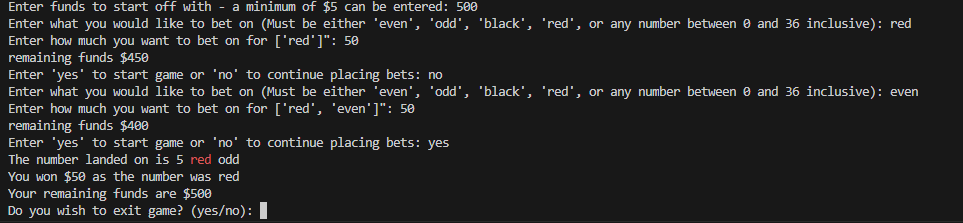 Enter funds to start off with - a minimum of $5 can be entered: 500
Enter what you would like to bet on (Must be either 'even', 'odd', 'black', 'red', or any number between 0 and 36 inclusive): red
Enter how much you want to bet on for ['red']": 50
remaining funds $450
Enter 'yes' to start game or 'no' to continue placing bets: no
Enter what you would like to bet on (Must be either 'even', 'odd', 'black', 'red', or any number between 0 and 36 inclusive): even
Enter how much you want to bet on for ['red', 'even']": 50
remaining funds $400
Enter 'yes' to start game or 'no' to continue placing bets: yes
The number landed on is 5 red odd
You won $50 as the number was red
Your remaining funds are $500
Do you wish to exit game? (yes/no):